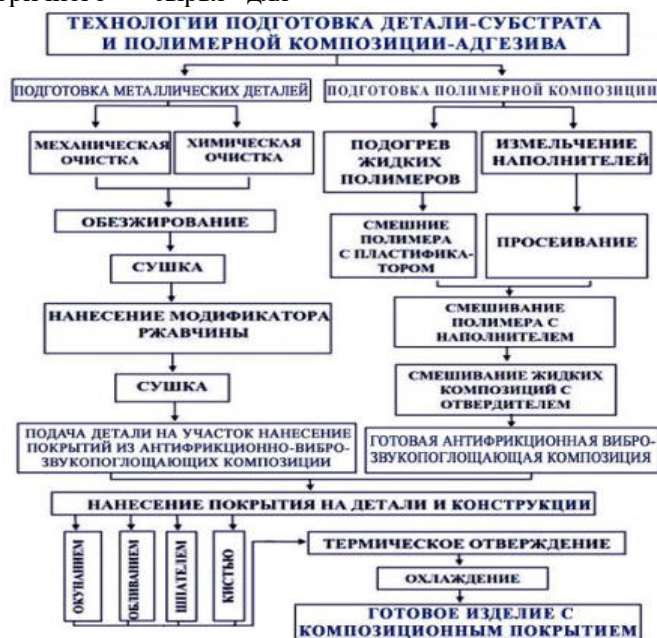 ТЕХНОЛОГИИ ПОДГОТОВКА ДЕТАЛИ-СУБСТРАТА
И ПОЛИМЕРНОЙ КОМПОЗИЦИИ-АДГЕЗИВА
ПОДГОТОВКА МЕТАЛЛИЧЕСКИХ ДЕТАЛЕЙ
ПОДГОТОВКА ПОЛИМЕРНОЙ КОМПОЗИЦИИ
МЕХАНИЧЕСКАЯ
ОЧИСТКА
ХИМИЧЕСКАЯ
ОЧИСТКА
ПОДОГРЕВ
ЖИДКИХ
ПОЛИМЕРОВ
ИЗМЕЛЬЧЕНИЕ
НАПОЛНИТЕЛЕЙ
ОБЕЗЖИРОВАНИЕ
СМЕШНИЕ
ПОЛИМЕРА
С ПЛАСТИФИКА-
ТОРОМ
ПРОСЕИВАНИЕ
СУШКА
НАНЕСЕНИЕ МОДИФИКАТОРА
РЖАВЧИНЫ
СМЕШИВАНИЕ
ПОЛИМЕРА С
НАПОЛНИТЕЛЕМ
СУШКА
СМЕШИВАНИЕ ЖИДКИХ
КОМПОЗИЦИЙ С
ОТВЕРДИТЕЛЕМ
ПОДАЧА ДЕТАЛИ НА УЧАСТОК НАНЕСЕНИЕ
ПОКРЫТИЙ ИЗ АНТИФРИКЦИОННО-ВИБРО-
ЗВУКОПОГЛОЩАЮЩИХ КОМПОЗИЦИИ
ГОТОВАЯ АНТИФРИКЦИОННАЯ ВИБРО-
ЗВУКОПОГЛОЩАЮЩАЯ КОМПОЗИЦИЯ
НАНЕСЕНИЕ ПОКРЫТИЯ НА ДЕТАЛИ И КОНСТРУКЦИИ
ОКУНАНИЕМ
ОБЛИВАНИЕМ
ШПАТЕЛЕМ
КИСТЬЮ
ТЕРМИЧЕСКОЕ ОТВЕРЖДЕНИЕ
ОХЛАЖДЕНИЕ
ГОТОВОЕ ИЗДЕЛИЕ С
КОМПОЗИЦИОННЫМ ПОКРЫТИЕМ